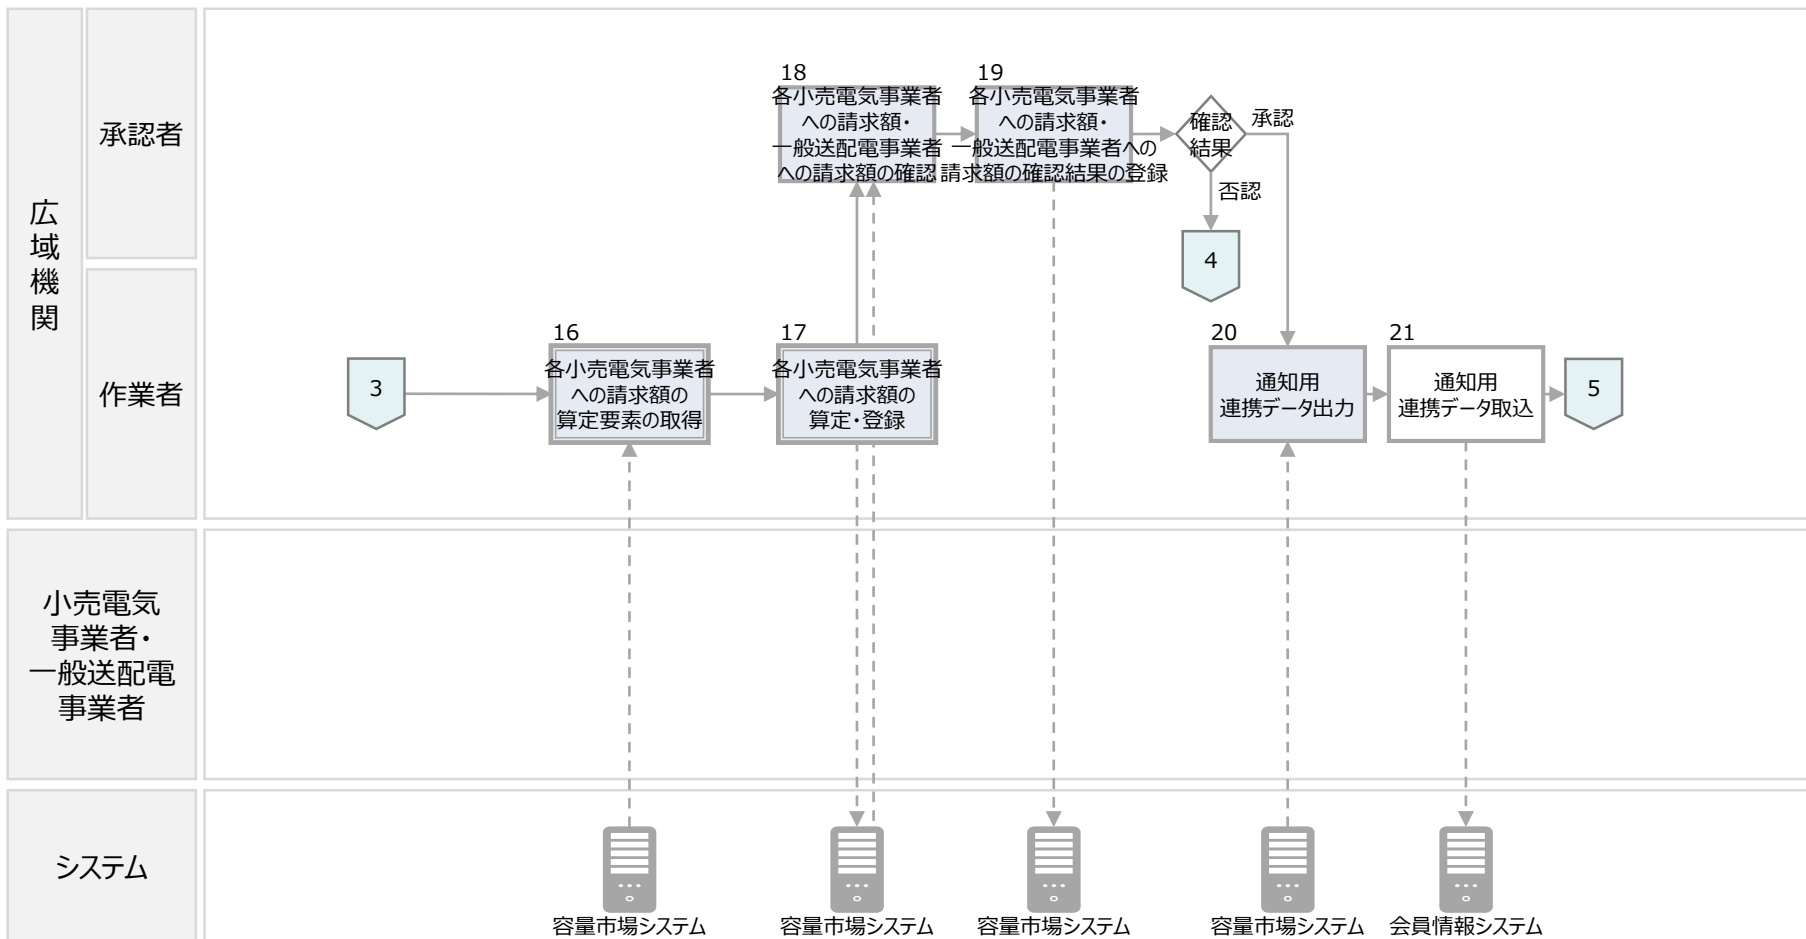 広
域
機
関
承認者
18
各小売電気事業者
への請求額・
一般送配電事業者
への請求額の確認
19
各小売電気事業者
への請求額・
一般送配電事業者への
請求額の確認結果の登録
確認
結果
承認
否認
4
作業者
3
16
各小売電気事業者
への請求額の
算定要素の取得
17
各小売電気事業者
への請求額の
算定・登録
20
通知用
連携データ出力
21
通知用
連携データ取込
5
小売電気
事業者・
一般送配電
事業者
システム
容量市場システム
容量市場システム
容量市場システム
容量市場システム
会員情報システム